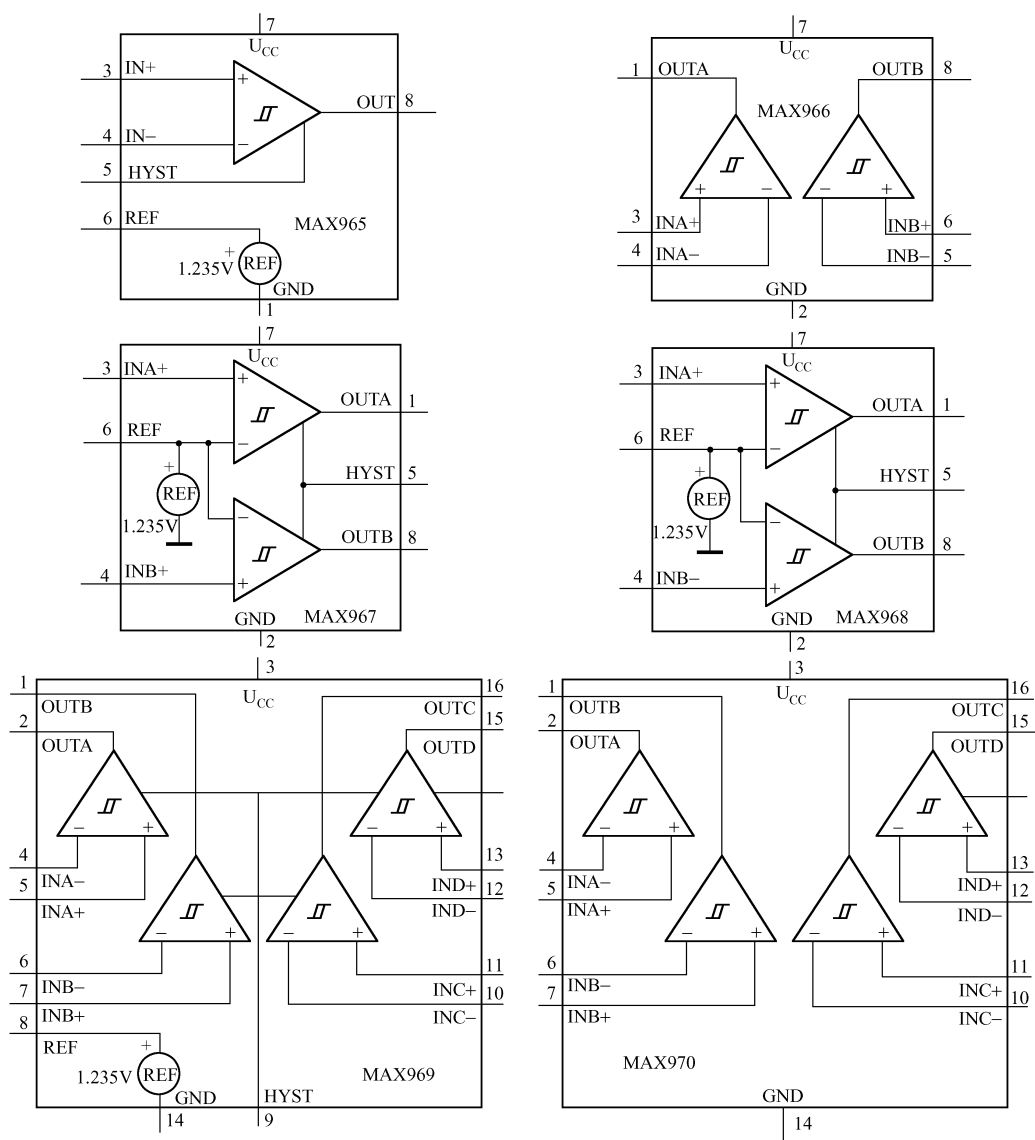 7
U_CC
3 IN+
+
OUT 8
4 IN−
−
5 HYST
6 REF
MAX965
+
1.235V REF
GND
1
7
U_CC
1 OUTA
OUTB 8
MAX966
+ − − +
3 INA+
INB+ 6
4 INA−
INB− 5
GND
2
7
U_CC
3 INA+
+
OUTA 1
6 REF
−
+
REF
HYST 5
1.235V
−
OUTB 8
4 INB+
+
GND
MAX967
2
7
U_CC
3 INA+
+
OUTA 1
6 REF
−
+
REF
HYST 5
1.235V
−
OUTB 8
4 INB−
+
GND
MAX968
2
3
U_CC
1
OUTB
16
OUTC
2
OUTA
15
OUTD
− +
− +
4
INA−
13
IND+
5
INA+
12
IND−
− +
− +
6
INB−
11
INC+
7
INB+
10
INC−
8
REF
+
1.235V REF
MAX969
GND
HYST
14
9
3
U_CC
1
OUTB
16
OUTC
2
OUTA
15
OUTD
− +
− +
4
INA−
13
IND+
5
INA+
12
IND−
− +
− +
6
INB−
11
INC+
7
INB+
10
INC−
MAX970
GND
14